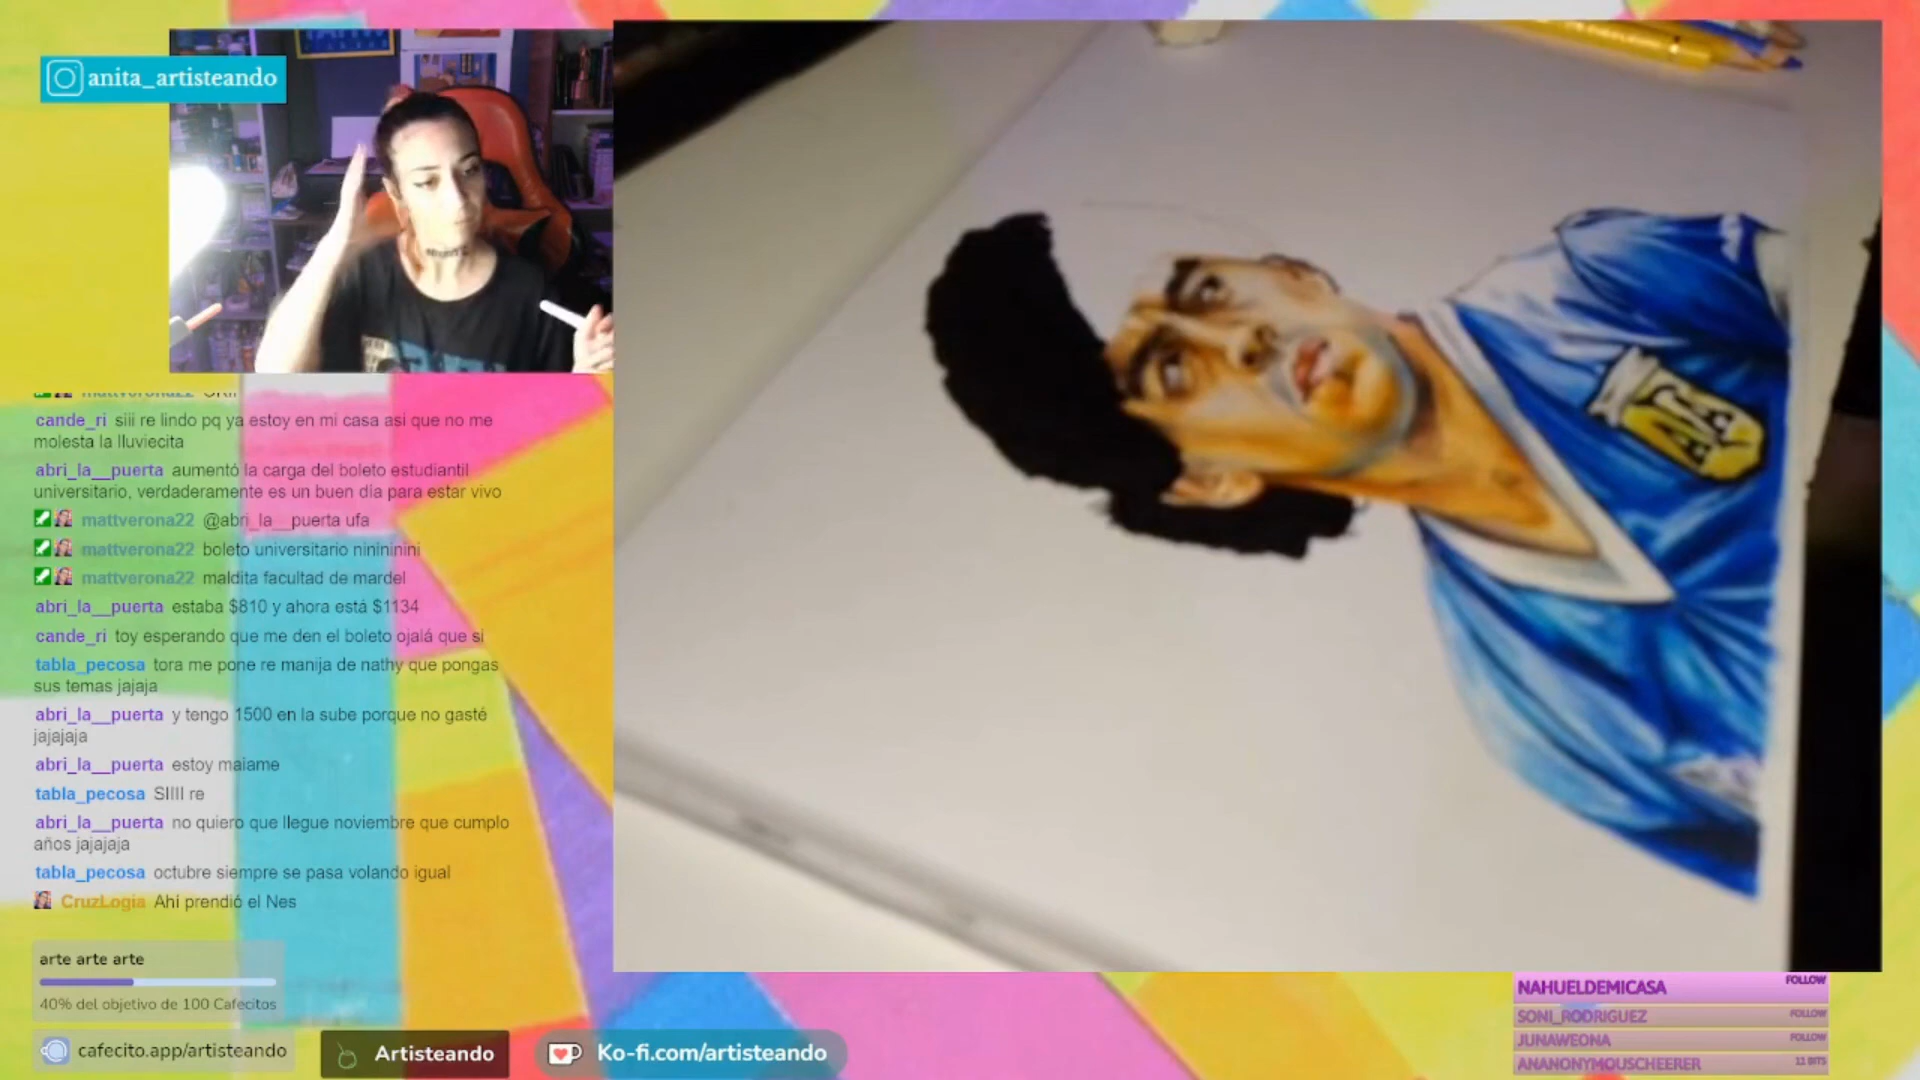 anita_artisteando
mattverona22
cande_ri siii re lindo pq ya estoy en mi casa asi que no me
molesta la lluviecita
abri_la__puerta aumentó la carga del boleto estudiantil
universitario, verdaderamente es un buen día para estar vivo
mattverona22 @abri_la__puerta ufa
mattverona22 boleto universitario nininininini
mattverona22 maldita facultad de mardel
abri_la__puerta estaba $810 y ahora está $1134
cande_ri toy esperando que me den el boleto ojalá que si
tabla_pecosa tora me pone re manija de nathy que pongas
sus temas jajaja
abri_la__puerta y tengo 1500 en la sube porque no gasté
jajajaja
abri_la__puerta estoy maiame
tabla_pecosa SIIII re
abri_la__puerta no quiero que llegue noviembre que cumplo
años jajajaja
tabla_pecosa octubre siempre se pasa volando igual
CruzLogia Ahí prendió el Nes
arte arte arte
40% del objetivo de 100 Cafecitos
cafecito.app/artisteando
Artisteando
Ko-fi.com/artisteando
NAHUELDEMICASA FOLLOW
SONI_RODRIGUEZ FOLLOW
JUNAWEONA FOLLOW
ANANONYMOUSCHEERER 11 BITS
AFA